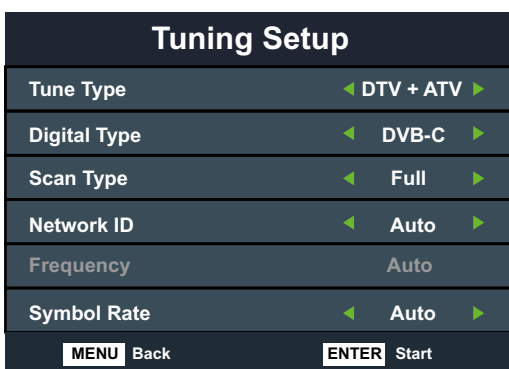 Tuning Setup
Tune Type DTV + ATV
Digital Type DVB-C
Scan Type Full
Network ID Auto
Frequency Auto
Symbol Rate Auto
MENU Back ENTER Start